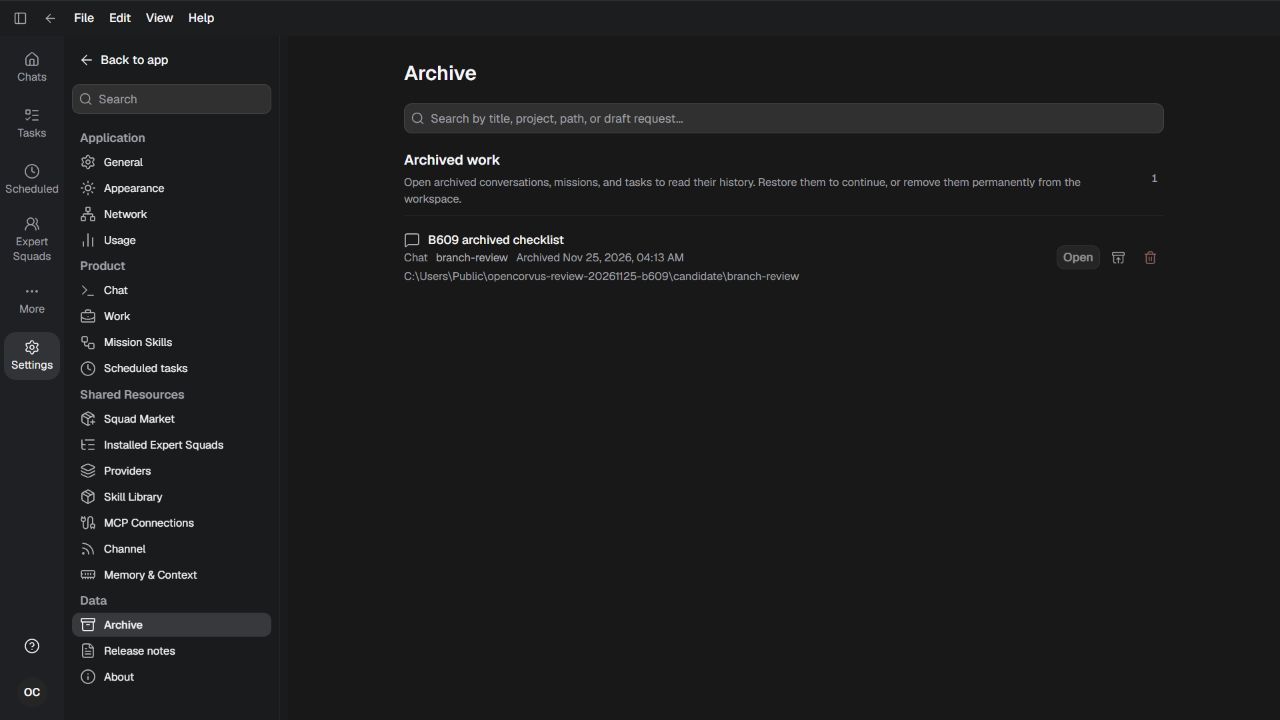 File Edit View Help
Chats
Tasks
Scheduled
Expert
Squads
More
Settings
OC
Back to app
Search
Application
General
Appearance
Network
Usage
Product
Chat
Work
Mission Skills
Scheduled tasks
Shared Resources
Squad Market
Installed Expert Squads
Providers
Skill Library
MCP Connections
Channel
Memory & Context
Data
Archive
Release notes
About
Archive
Search by title, project, path, or draft request...
Archived work
Open archived conversations, missions, and tasks to read their history. Restore them to continue, or remove them permanently from the
workspace.
1
B609 archived checklist
Chat branch-review Archived Nov 25, 2026, 04:13 AM
C:\Users\Public\opencorvus-review-20261125-b609\candidate\branch-review
Open